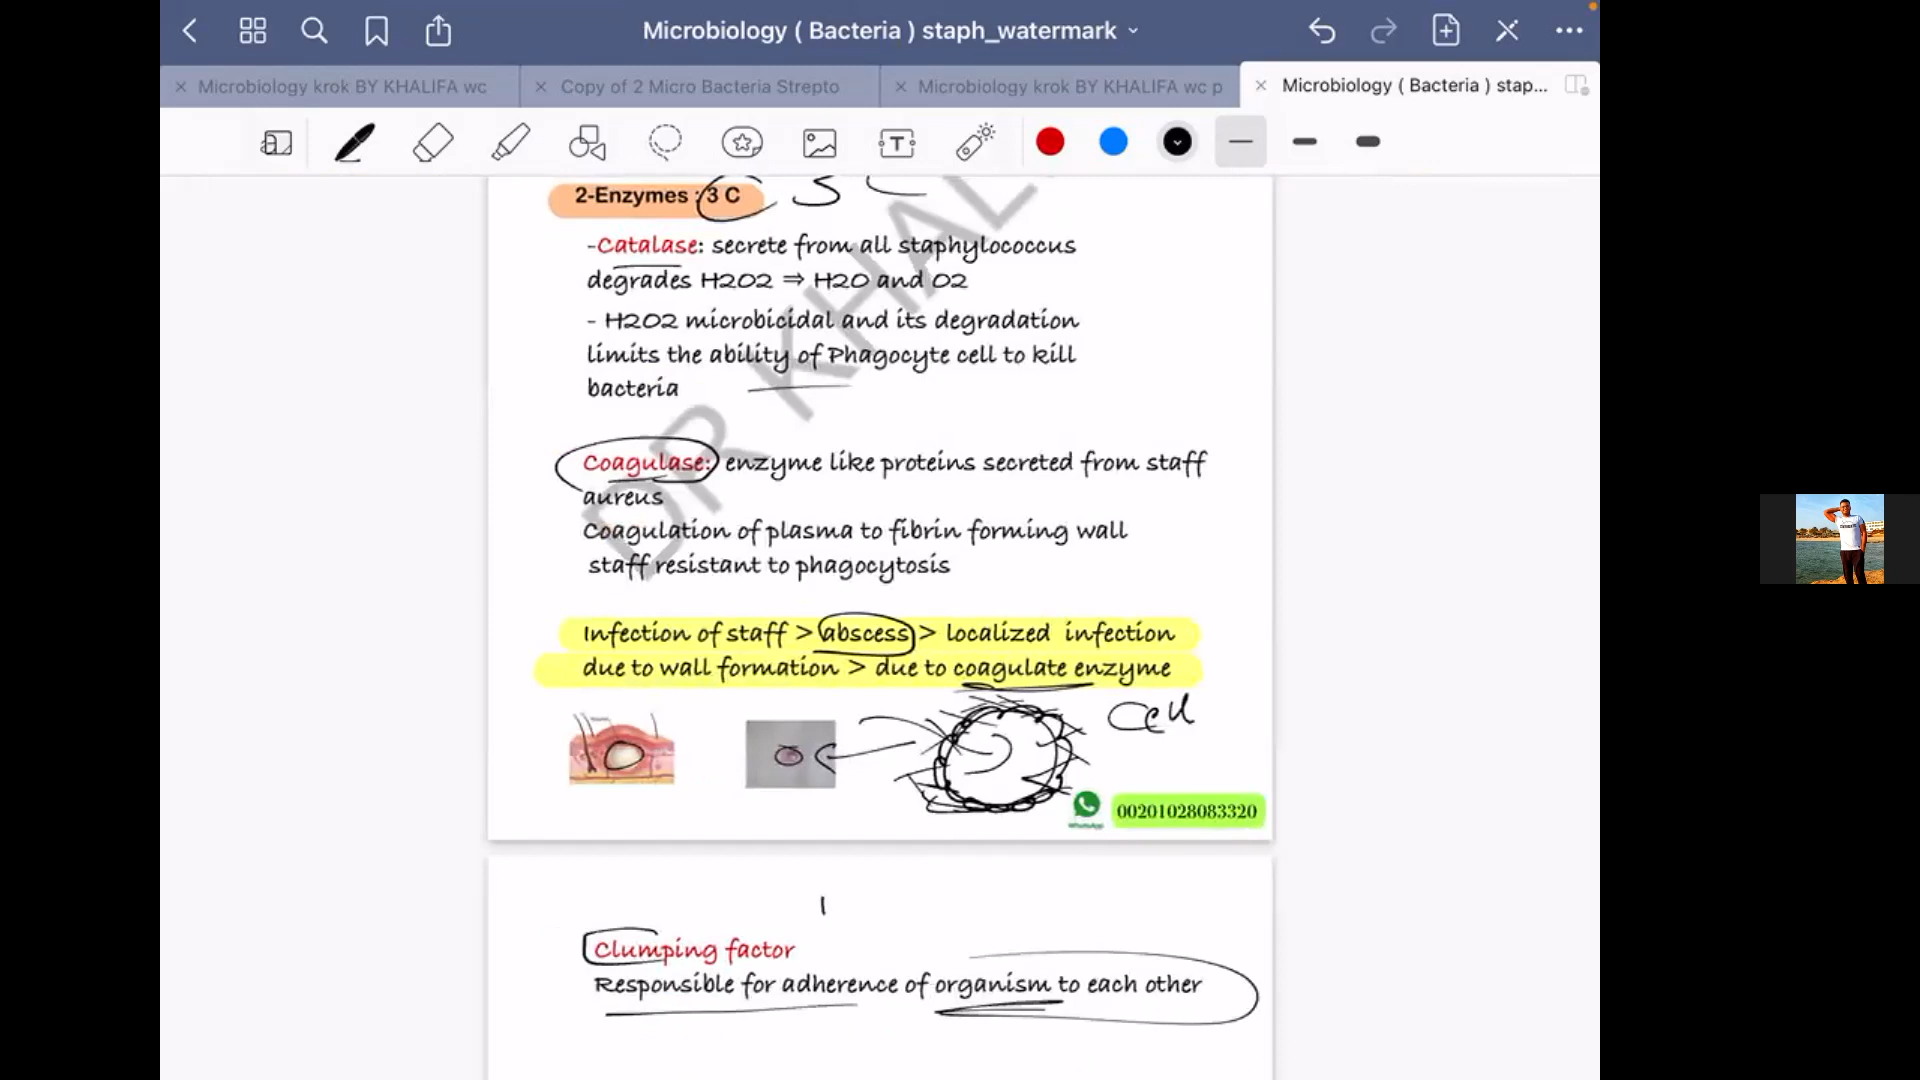 Microbiology ( Bacteria ) staph_watermark
Microbiology krok BY KHALIFA wc
Copy of 2 Micro Bacteria Strepto
Microbiology krok BY KHALIFA wc p
Microbiology ( Bacteria ) stap...
2-Enzymes : 3 C
3 C
-Catalase: secrete from all staphylococcus
degrades H2O2 ⇒ H2O and O2
- H2O2 microbicidal and its degradation
limits the ability of Phagocyte cell to kill
bacteria
DR KHAL
Coagulase: enzyme like proteins secreted from staff
aureus
Coagulation of plasma to fibrin forming wall
staff resistant to phagocytosis
Infection of staff > abscess > localized infection
due to wall formation > due to coagulate enzyme
Cell
WhatsApp
00201028083320
Clumping factor
Responsible for adherence of organism to each other